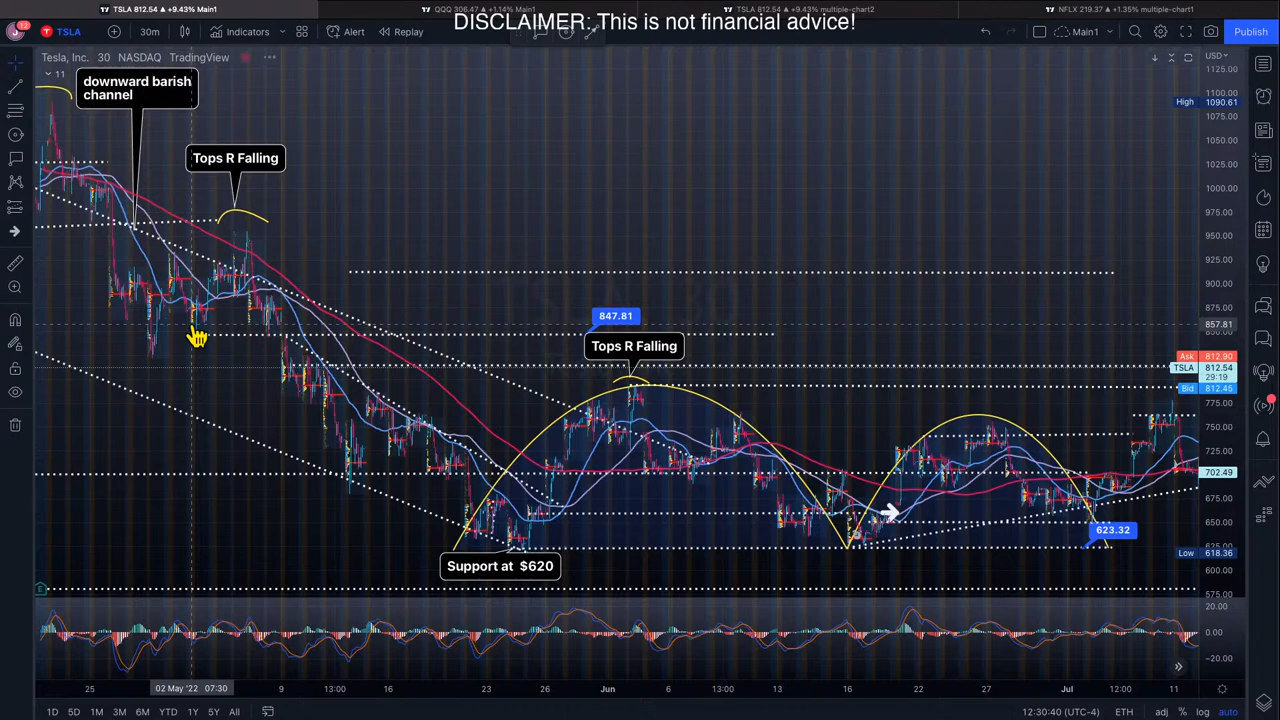 TSLA 812.54 ▲ +9.43% Main1
QQQ 306.47 ▲ +1.14% Main1
TSLA 812.54 ▲ +9.43% multiple-chart2
NFLX 219.37 ▲ +1.35% multiple-chart1
DISCLAIMER: This is not financial advice!
12
TSLA
30m
Indicators
Alert
Replay
Main1
Publish
Tesla, Inc. 30 NASDAQ TradingView
11
downward barish
channel
Tops R Falling
847.81
Tops R Falling
Support at $620
623.32
USD
1125.00
1100.00
High 1090.61
1075.00
1050.00
1025.00
1000.00
975.00
950.00
925.00
900.00
875.00
857.81
850.00
Ask 812.90
TSLA 812.54
29:19
Bid 812.45
775.00
750.00
725.00
702.49
675.00
650.00
625.00
Low 618.36
600.00
575.00
E
20.00
0.00
−20.00
25
02 May '22 07:30
9
13:00
16
23
26
Jun
6
13:00
13
16
22
27
Jul
12:00
11
1D 5D 1M 3M 6M YTD 1Y 5Y All
12:30:40 (UTC-4)
ETH
adj
%
log
auto